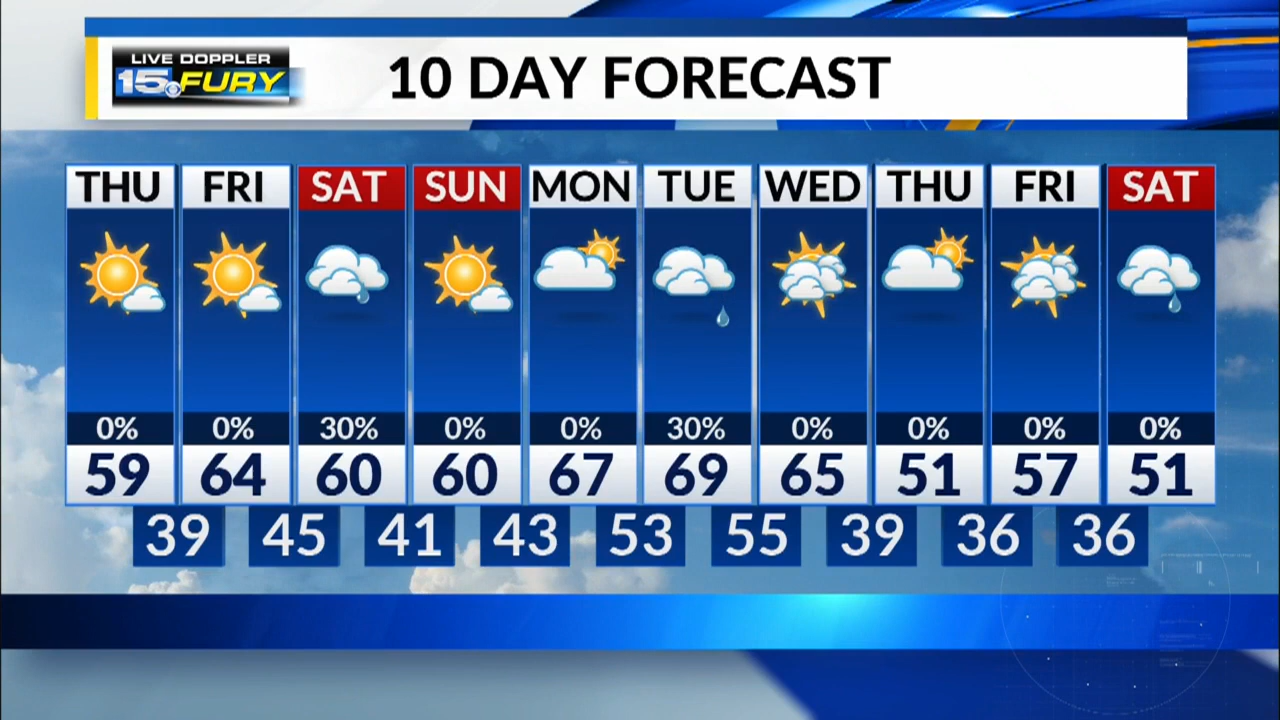 LIVE DOPPLER
15 FURY
10 DAY FORECAST
THU FRI SAT SUN MON TUE WED THU FRI SAT
0% 0% 30% 0% 0% 30% 0% 0% 0% 0%
59 64 60 60 67 69 65 51 57 51
39 45 41 43 53 55 39 36 36